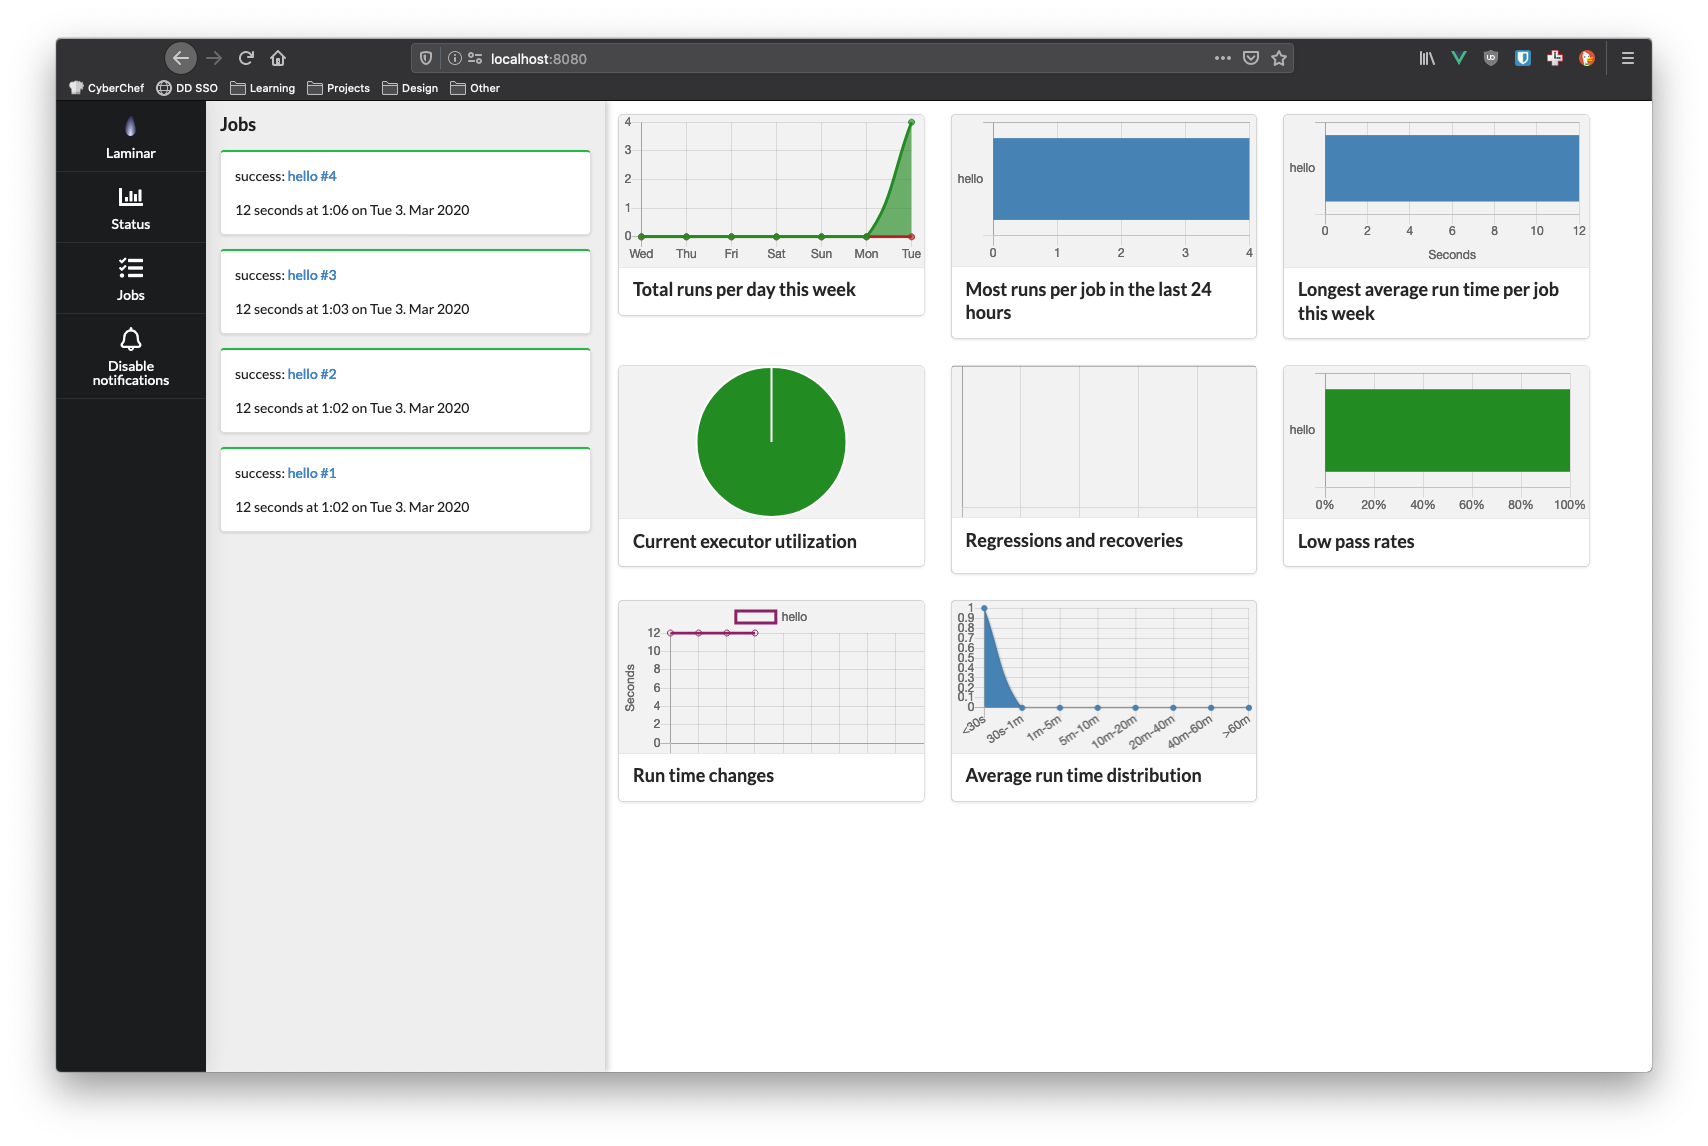 localhost:8080
CyberChef DD SSO Learning Projects Design Other
Laminar
Status
Jobs
Disable
notifications
Jobs
success: hello #4
12 seconds at 1:06 on Tue 3. Mar 2020
success: hello #3
12 seconds at 1:03 on Tue 3. Mar 2020
success: hello #2
12 seconds at 1:02 on Tue 3. Mar 2020
success: hello #1
12 seconds at 1:02 on Tue 3. Mar 2020
4
3
2
1
0
Wed Thu Fri Sat Sun Mon Tue
Total runs per day this week
hello
0 1 2 3 4
Most runs per job in the last 24
hours
hello
0 2 4 6 8 10 12
Seconds
Longest average run time per job
this week
Current executor utilization
Regressions and recoveries
hello
0% 20% 40% 60% 80% 100%
Low pass rates
hello
Seconds
12
10
8
6
4
2
0
Run time changes
1
0.9
0.8
0.7
0.6
0.5
0.4
0.3
0.2
0.1
0
<30s 30s-1m 1m-5m 5m-10m 10m-20m 20m-40m 40m-60m >60m
Average run time distribution